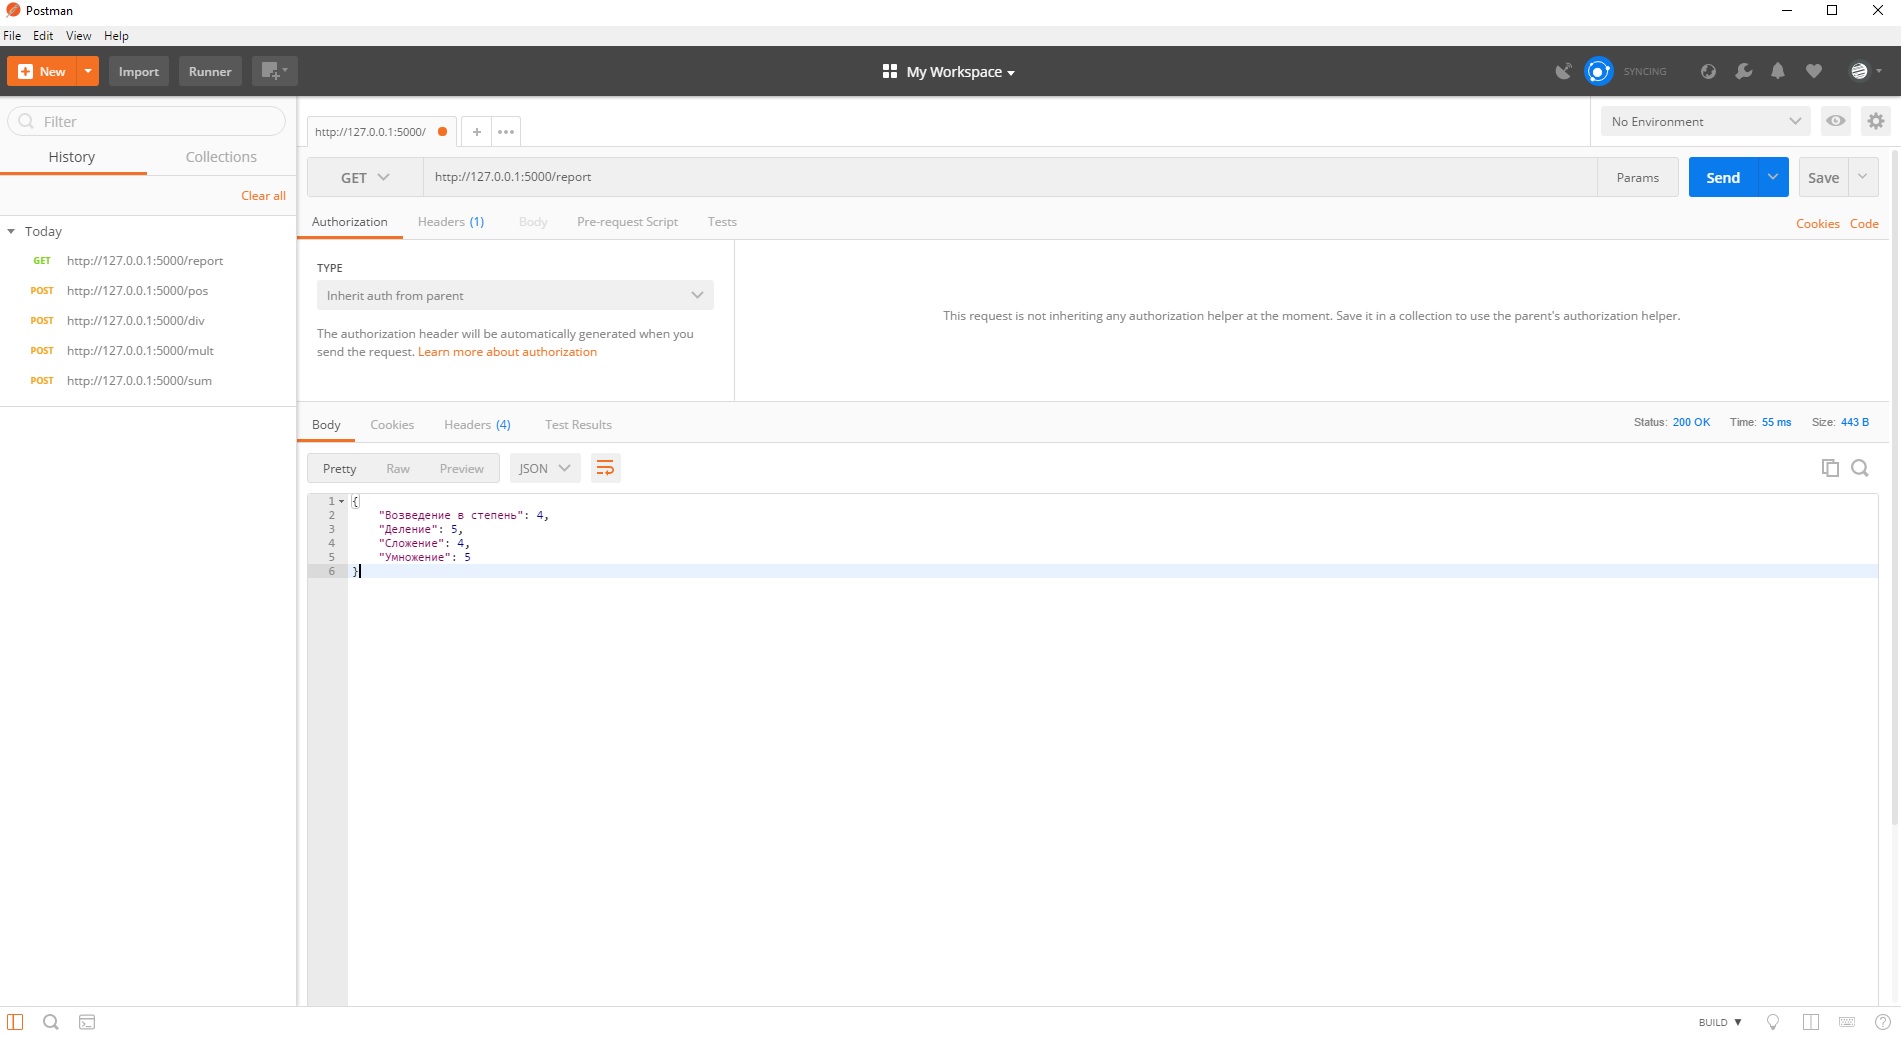 Postman
File Edit View Help
New Import Runner My Workspace SYNCING
Filter
History Collections
Clear all
Today
GET http://127.0.0.1:5000/report
POST http://127.0.0.1:5000/pos
POST http://127.0.0.1:5000/div
POST http://127.0.0.1:5000/mult
POST http://127.0.0.1:5000/sum
http://127.0.0.1:5000/ No Environment
GET http://127.0.0.1:5000/report Params Send Save
Authorization Headers (1) Body Pre-request Script Tests Cookies Code
TYPE
Inherit auth from parent
The authorization header will be automatically generated when you
send the request. Learn more about authorization
This request is not inheriting any authorization helper at the moment. Save it in a collection to use the parent's authorization helper.
Body Cookies Headers (4) Test Results Status: 200 OK Time: 55 ms Size: 443 B
Pretty Raw Preview JSON
1 {
2 "Возведение в степень": 4,
3 "Деление": 5,
4 "Сложение": 4,
5 "Умножение": 5
6 }
BUILD